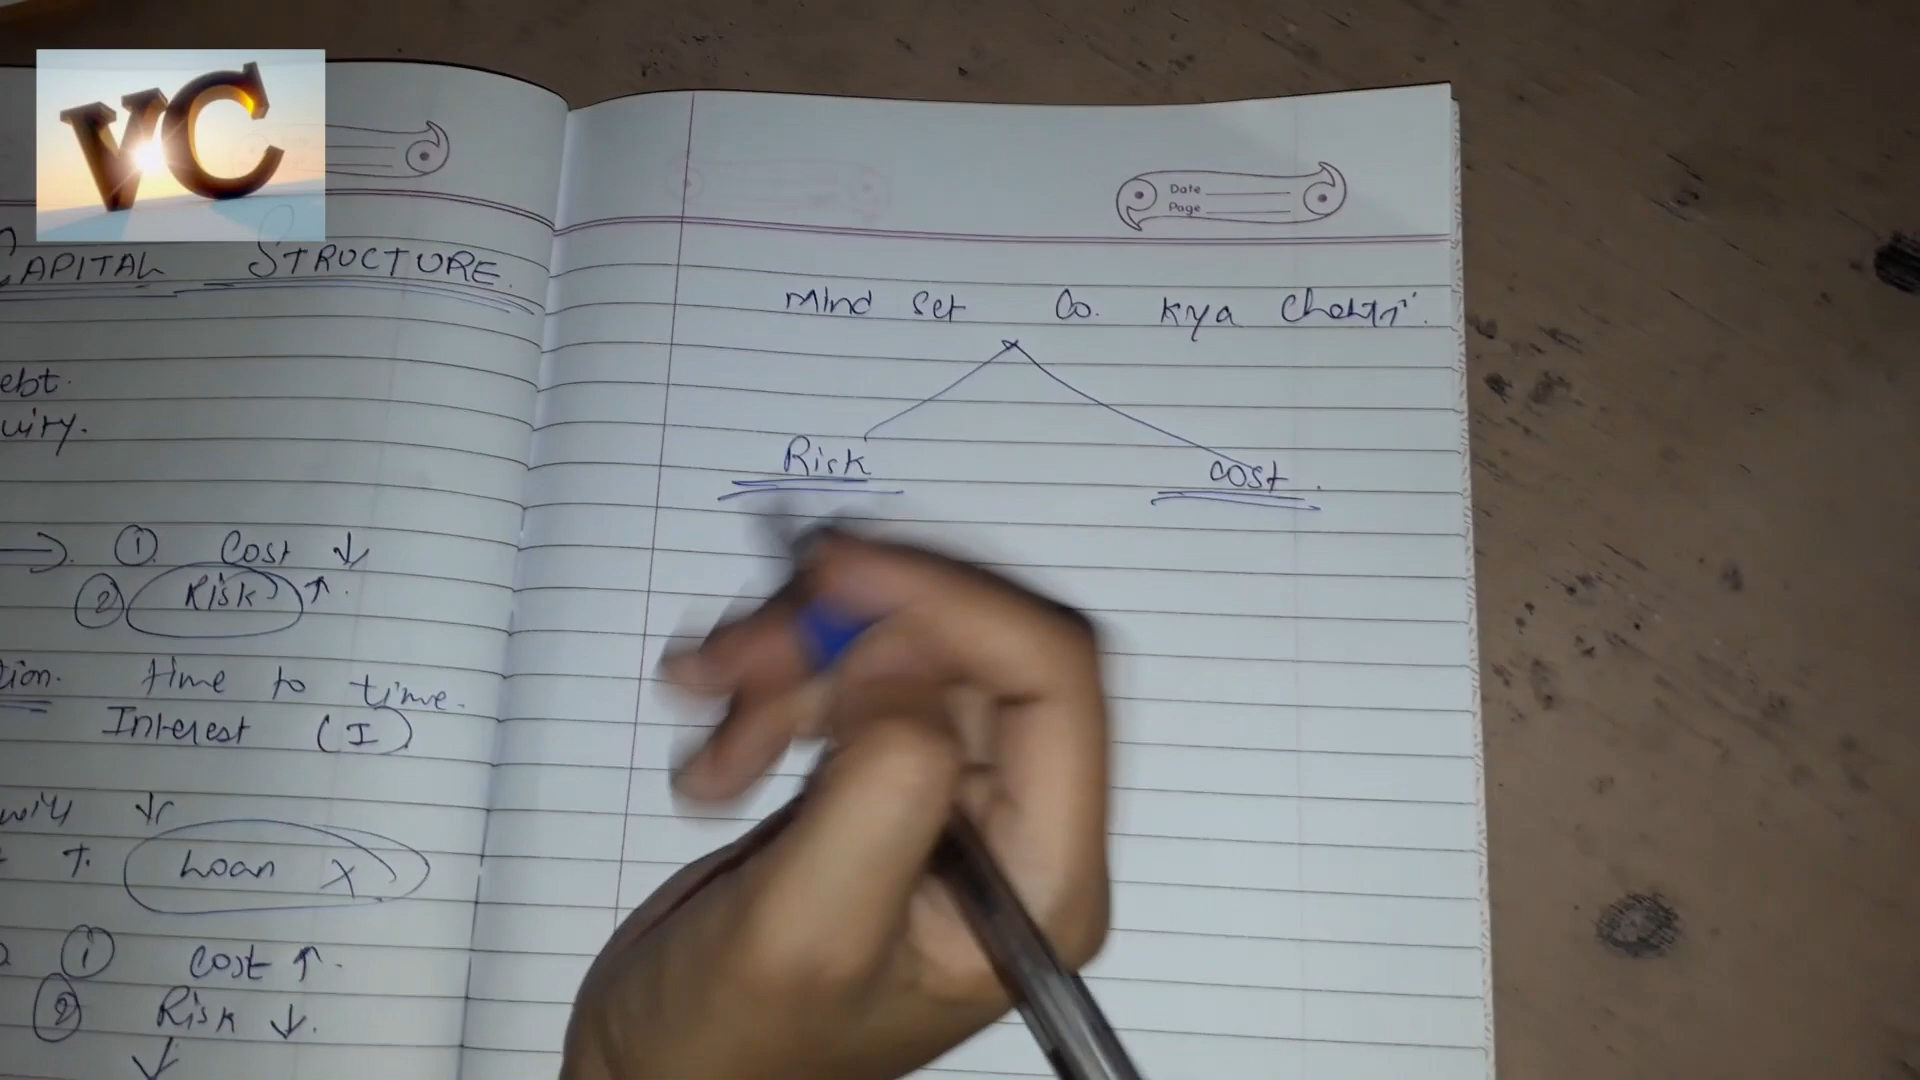 VC
CAPITAL STRUCTURE.
ebt.
uity.
→ ① Cost ↓
② Risk ↑.
tion. time to time.
Interest (I)
Loan X
① Cost ↑.
② Risk ↓.
↓
Date
Page
Mind Set Co. Kya
Risk Cost.